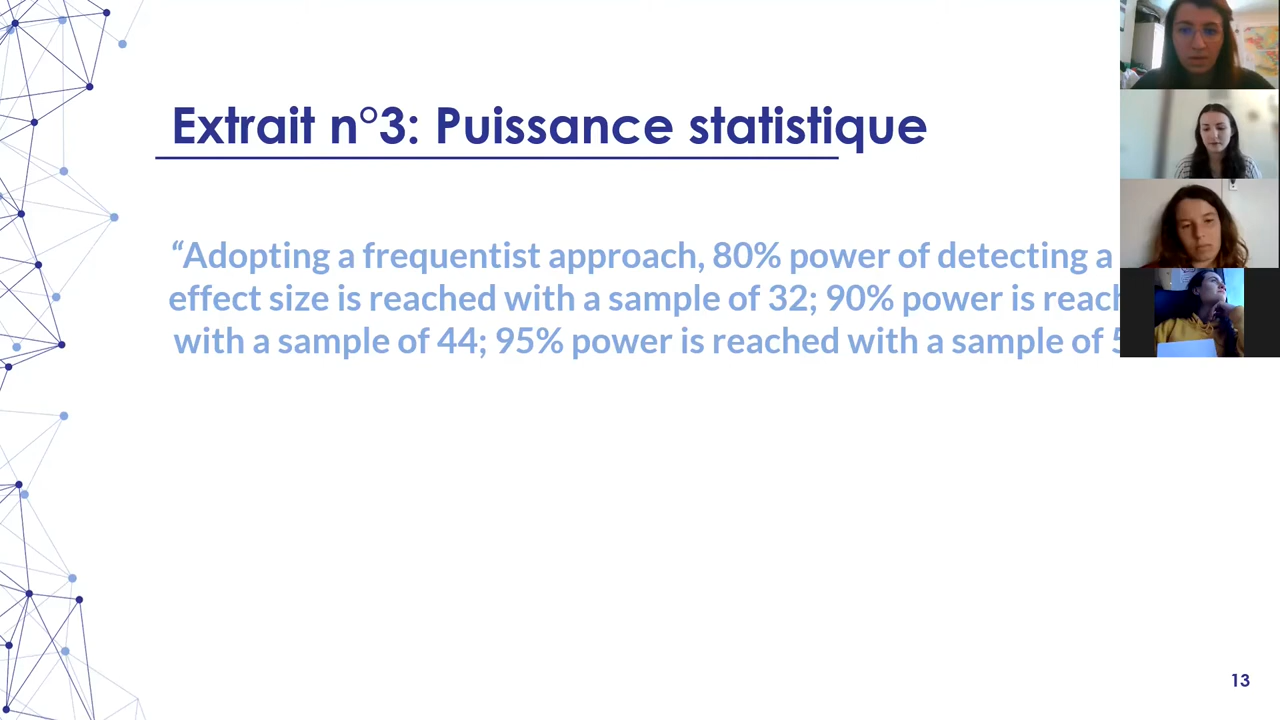 Extrait n°3: Puissance statistique
“Adopting a frequentist approach, 80% power of detecting a
effect size is reached with a sample of 32; 90% power is
with a sample of 44; 95% power is reached with a sample of
13